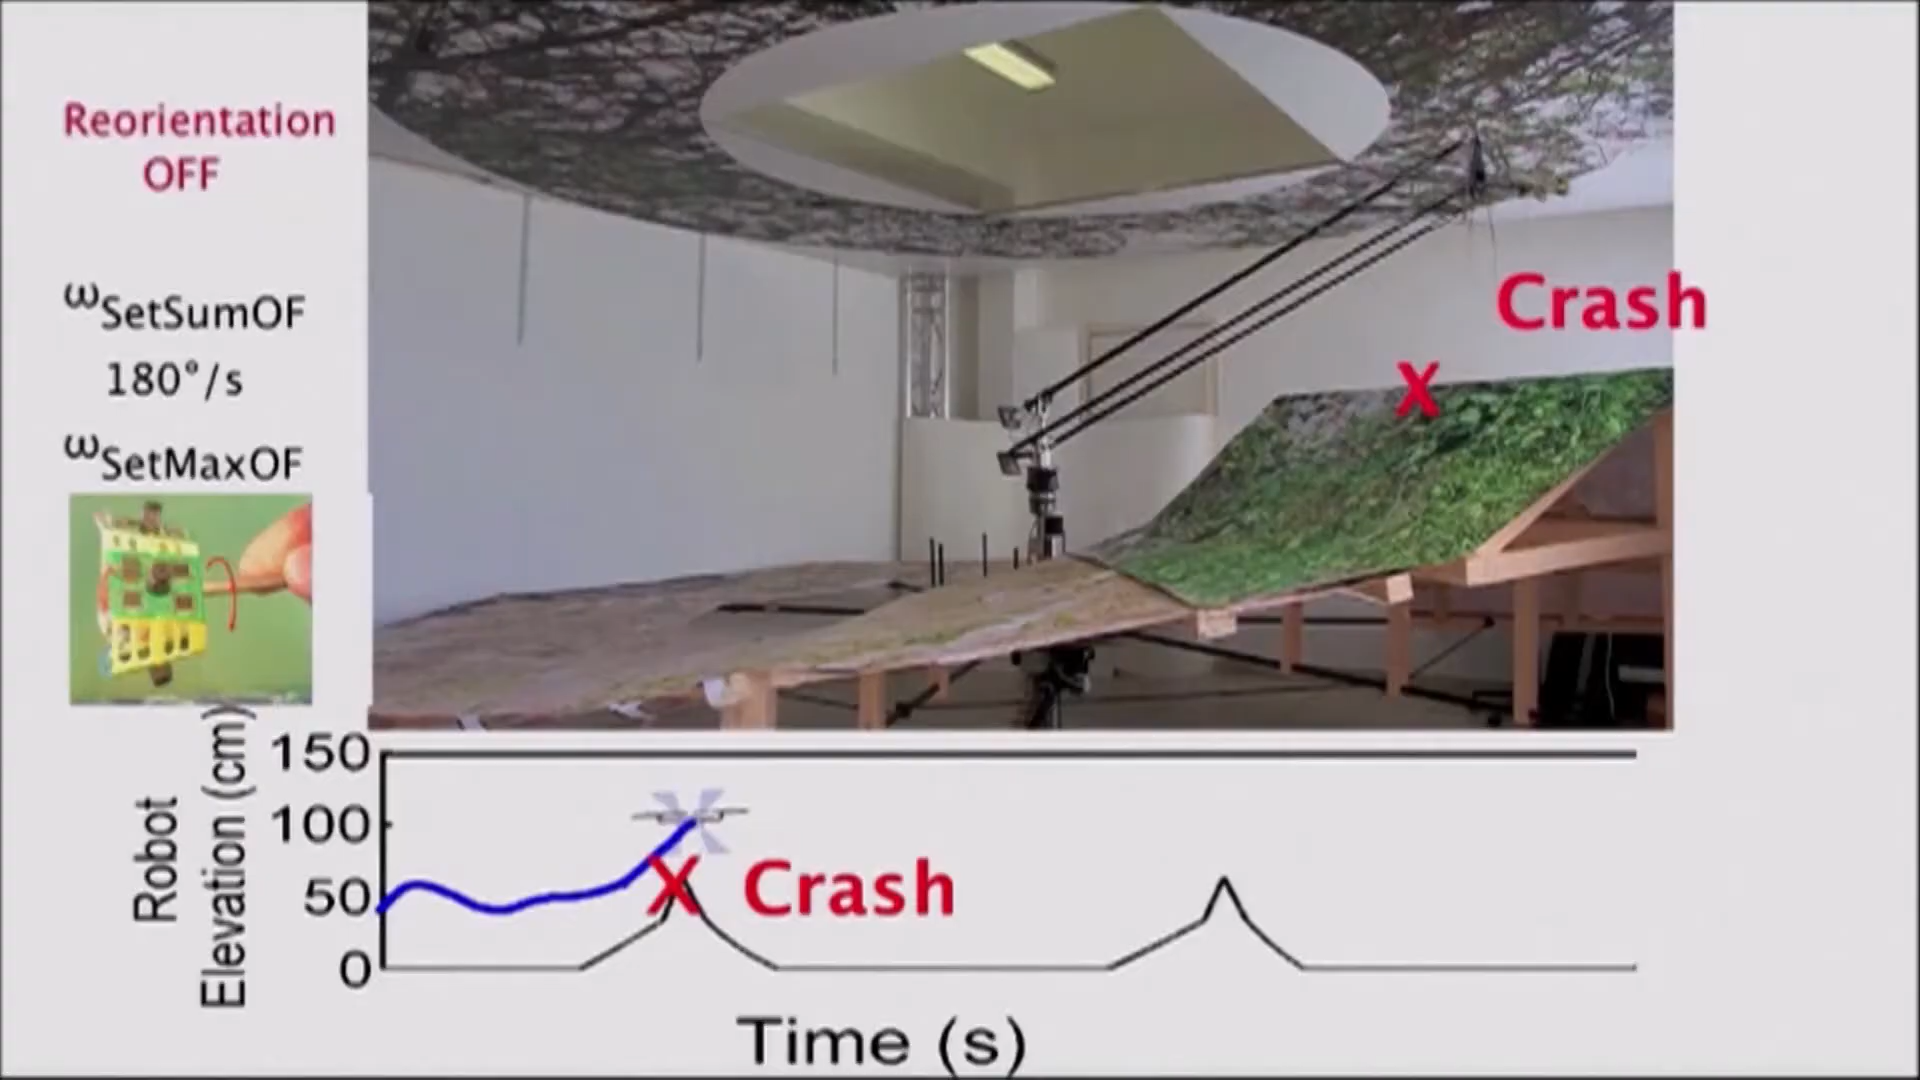 Reorientation
OFF
ωSetSumOF
180°/s
ωSetMaxOF
Crash
X
Robot
Elevation (cm)
150
100
50
0
X Crash
Time (s)